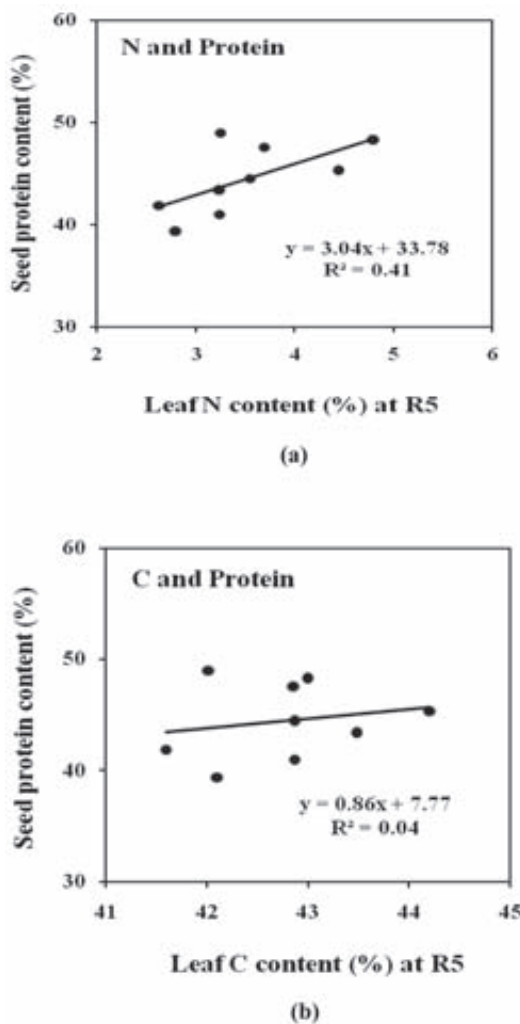 N and Protein
60
50
40
30
Seed protein content (%)
y = 3.04x + 33.78
R² = 0.41
2 3 4 5 6
Leaf N content (%) at R5
(a)
C and Protein
60
50
40
30
Seed protein content (%)
y = 0.86x + 7.77
R² = 0.04
41 42 43 44 45
Leaf C content (%) at R5
(b)